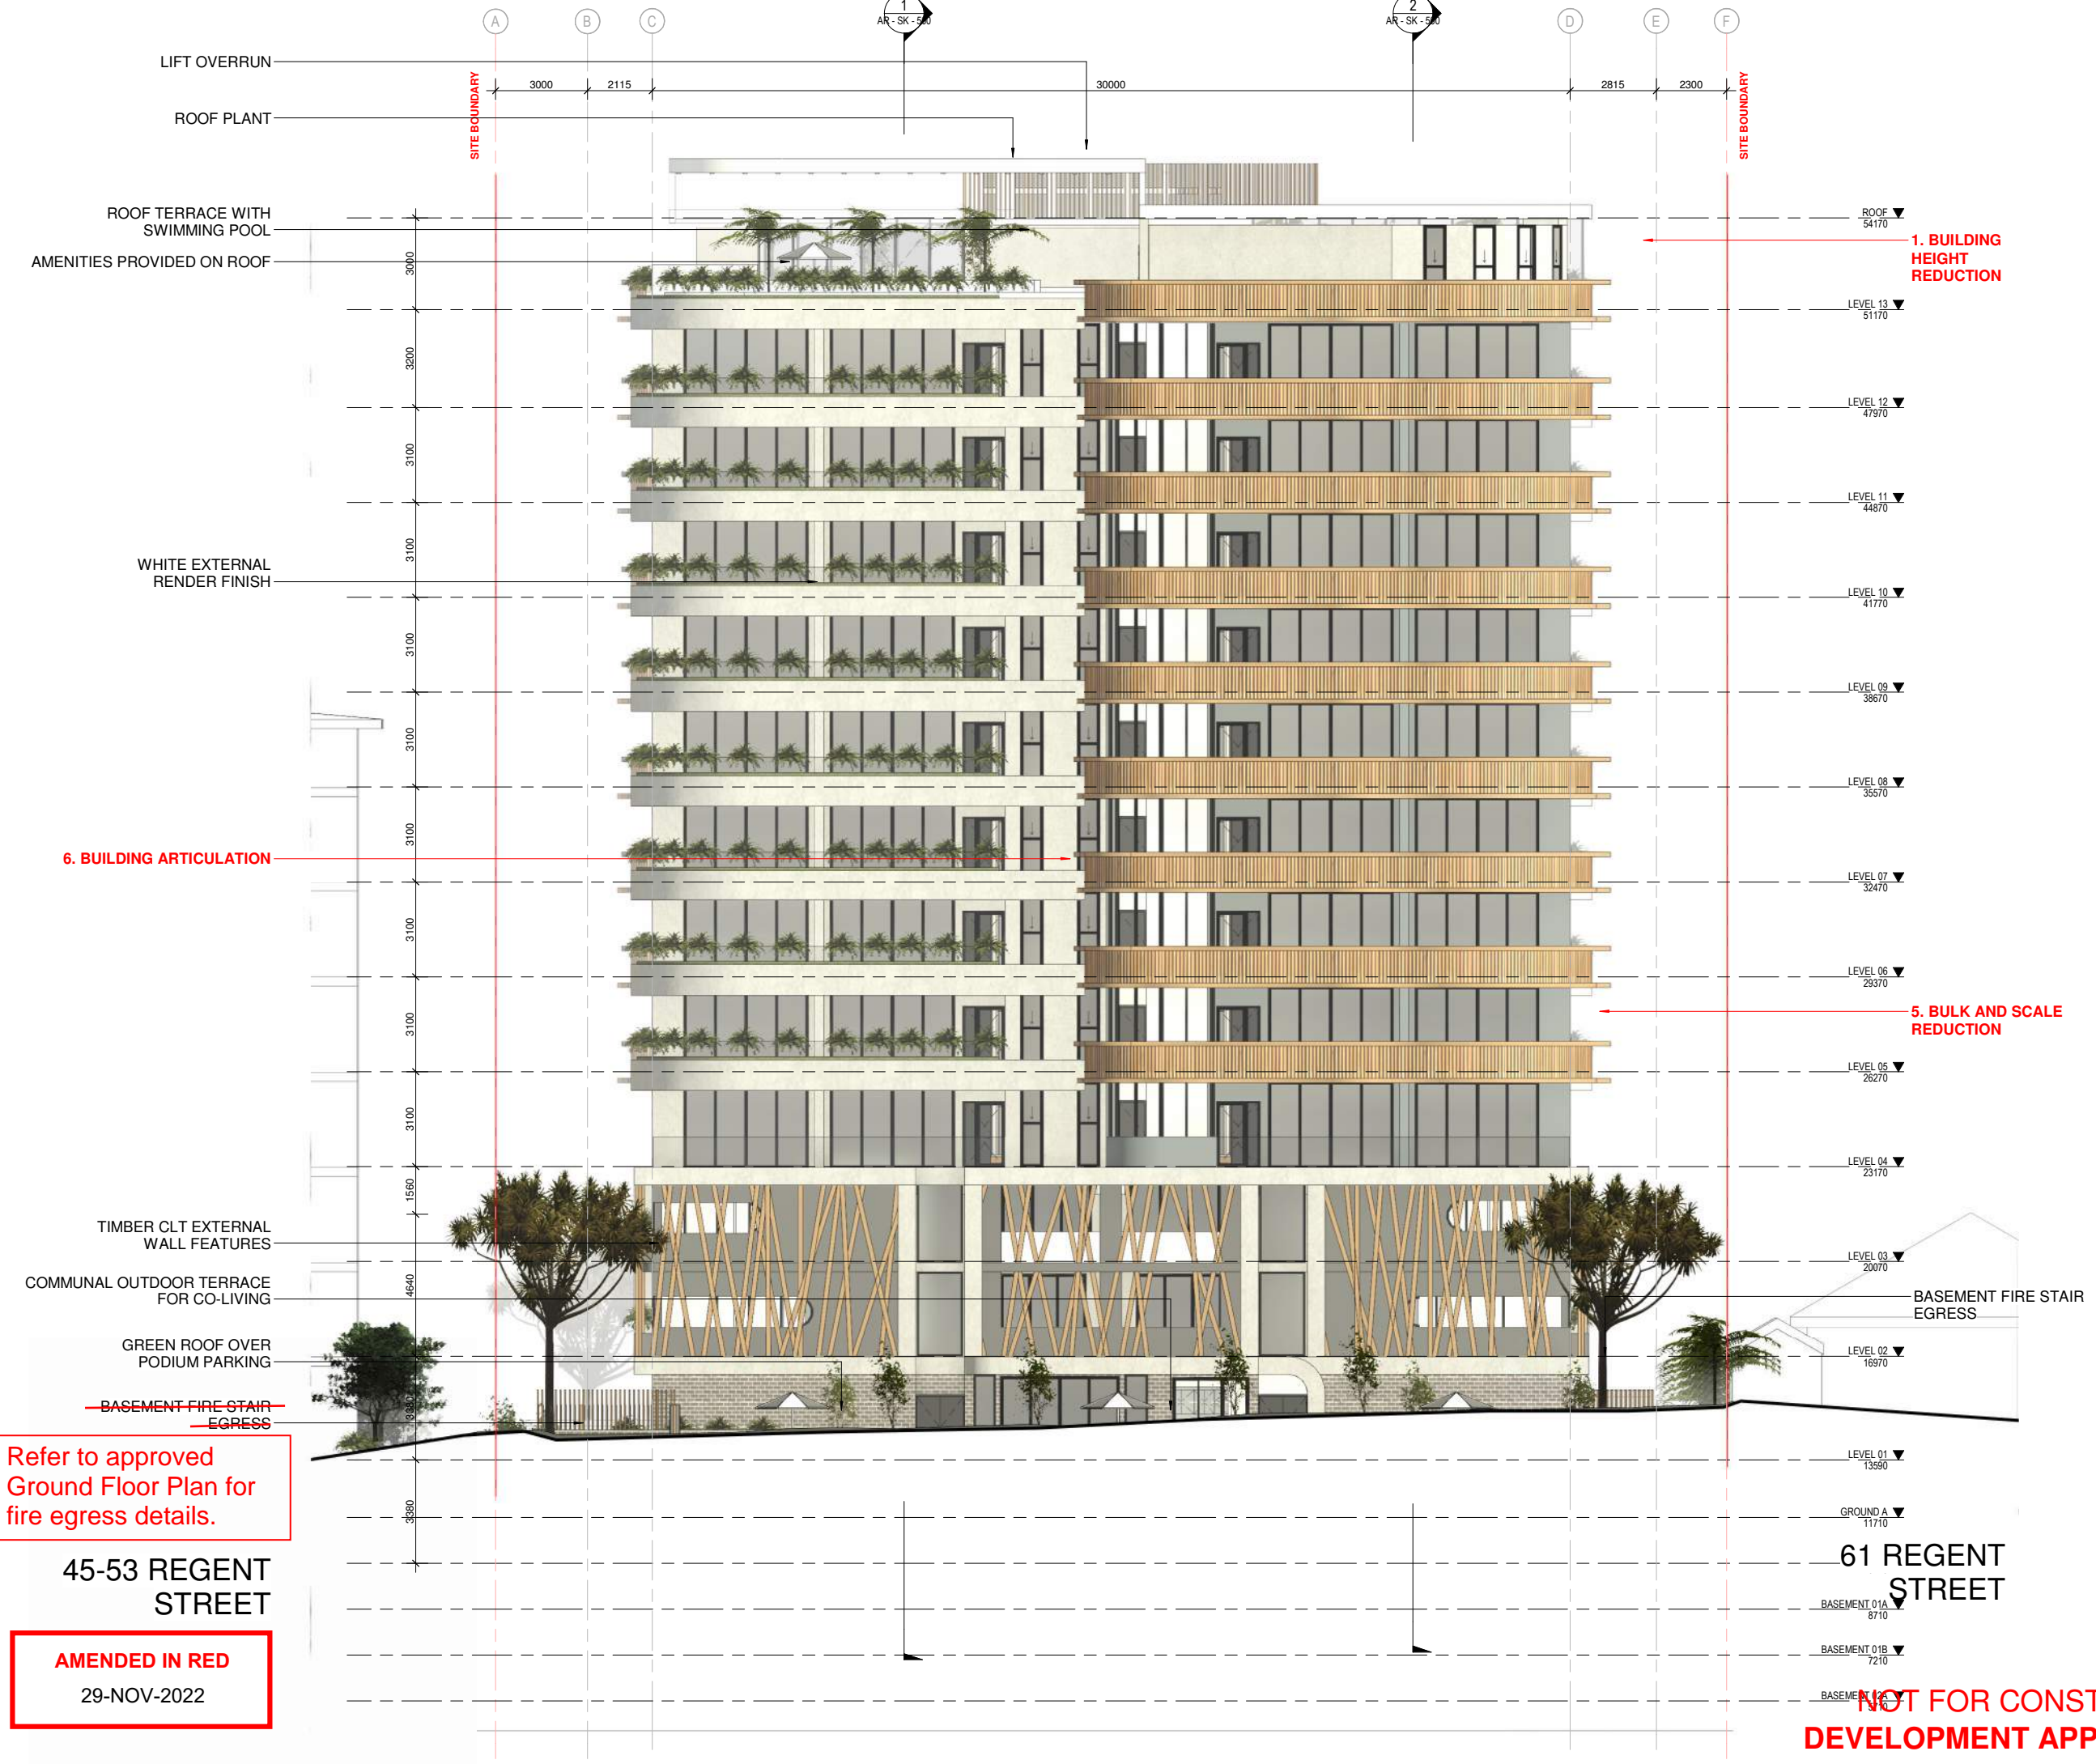 A
B
C
1
AR - SK - 500
2
AR - SK - 500
D
E
F
LIFT OVERRUN
ROOF PLANT
SITE BOUNDARY
3000
2115
30000
2815
2300
SITE BOUNDARY
ROOF TERRACE WITH
SWIMMING POOL
AMENITIES PROVIDED ON ROOF
WHITE EXTERNAL
RENDER FINISH
6. BUILDING ARTICULATION
TIMBER CLT EXTERNAL
WALL FEATURES
COMMUNAL OUTDOOR TERRACE
FOR CO-LIVING
GREEN ROOF OVER
PODIUM PARKING
BASEMENT FIRE STAIR
EGRESS
Refer to approved
Ground Floor Plan for
fire egress details.
45-53 REGENT
STREET
AMENDED IN RED
29-NOV-2022
3000
3200
3100
3100
3100
3100
3100
3100
3100
3100
1560
4640
3380
ROOF
54170
1. BUILDING
HEIGHT
REDUCTION
LEVEL 13
51170
LEVEL 12
47970
LEVEL 11
44870
LEVEL 10
41770
LEVEL 09
38670
LEVEL 08
35570
LEVEL 07
32470
LEVEL 06
29370
5. BULK AND SCALE
REDUCTION
LEVEL 05
26270
LEVEL 04
23170
LEVEL 03
20070
BASEMENT FIRE STAIR
EGRESS
LEVEL 02
16970
LEVEL 01
13590
GROUND A
11710
61 REGENT
STREET
BASEMENT 01A
8710
BASEMENT 01B
7210
BASEMENT 02A
NOT FOR CONST
DEVELOPMENT APP